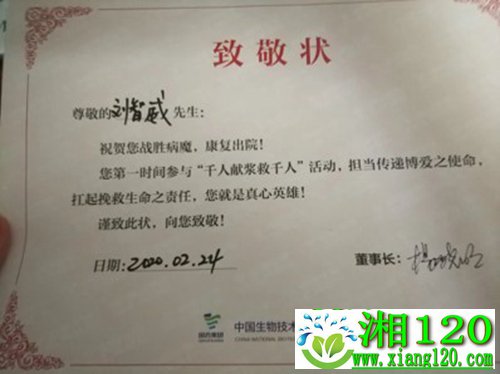 致敬状
尊敬的刘智威先生：
祝贺您战胜病魔，康复出院！
您第一时间参与“千人献浆救千人”活动，担当传递博爱之使命，
扛起挽救生命之责任，您就是真心英雄！
谨致此状，向您致敬！
日期：2020.02.24
董事长：
中国生物技术
CHINA NATIONAL BIOTEC
湘120
www.xiang120.com